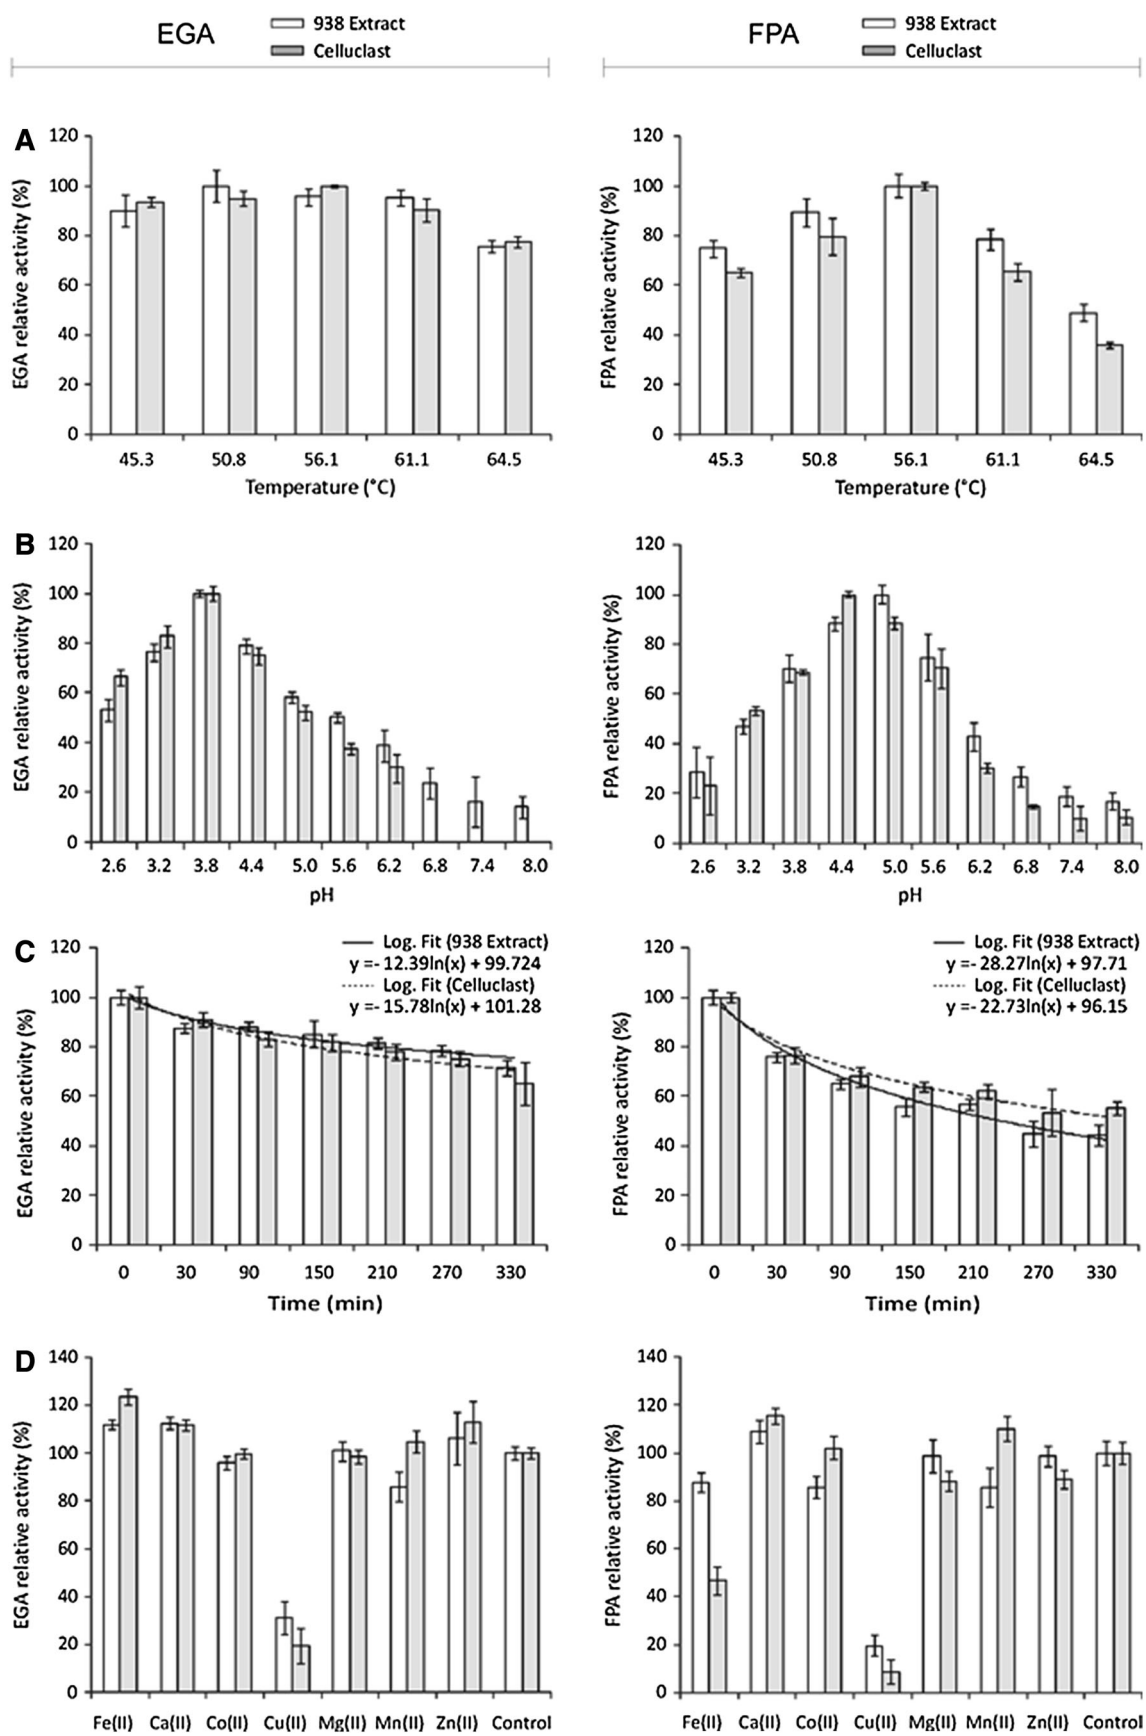 EGA
938 Extract
Celluclast
FPA
938 Extract
Celluclast
A
EGA relative activity (%)
120
100
80
60
40
20
0
45.3 50.8 56.1 61.1 64.5
Temperature (°C)
FPA relative activity (%)
120
100
80
60
40
20
0
45.3 50.8 56.1 61.1 64.5
Temperature (°C)
B
EGA relative activity (%)
120
100
80
60
40
20
0
2.6 3.2 3.8 4.4 5.0 5.6 6.2 6.8 7.4 8.0
pH
FPA relative activity (%)
120
100
80
60
40
20
0
2.6 3.2 3.8 4.4 5.0 5.6 6.2 6.8 7.4 8.0
pH
C
EGA relative activity (%)
120
100
80
60
40
20
0
Log. Fit (938 Extract)
y =- 12.39ln(x) + 99.724
Log. Fit (Celluclast)
y =- 15.78ln(x) + 101.28
0 30 90 150 210 270 330
Time (min)
FPA relative activity (%)
120
100
80
60
40
20
0
Log. Fit (938 Extract)
y =- 28.27ln(x) + 97.71
Log. Fit (Celluclast)
y =- 22.73ln(x) + 96.15
0 30 90 150 210 270 330
Time (min)
D
EGA relative activity (%)
140
120
100
80
60
40
20
0
Fe(II) Ca(II) Co(II) Cu(II) Mg(II) Mn(II) Zn(II) Control
FPA relative activity (%)
140
120
100
80
60
40
20
0
Fe(II) Ca(II) Co(II) Cu(II) Mg(II) Mn(II) Zn(II) Control